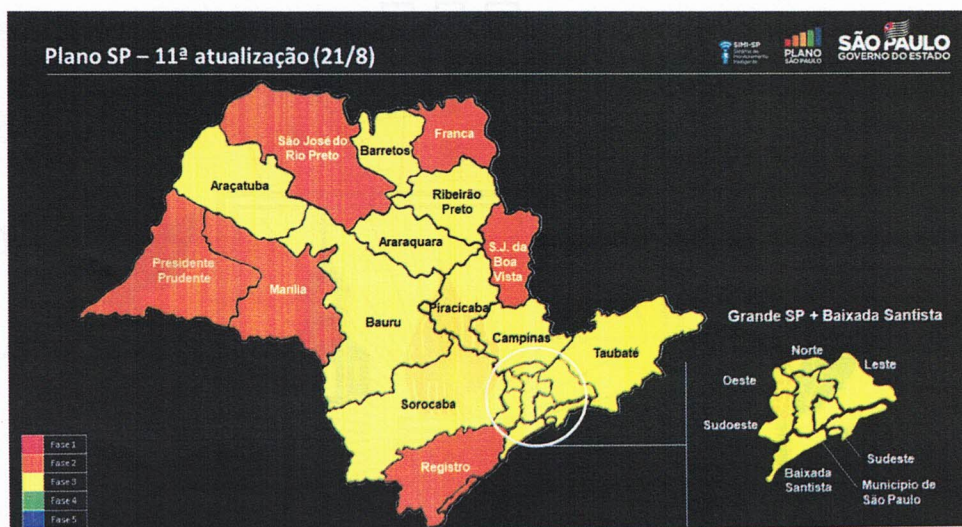 Plano SP – 11ª atualização (21/8)
SIMI-SP
PLANO
SÃO PAULO
SÃO PAULO
GOVERNO DO ESTADO
São José do
Rio Preto
Barretos
Franca
Araçatuba
Ribeirão
Preto
Araraquara
S.J. da
Boa
Vista
Presidente
Prudente
Marília
Bauru
Piracicaba
Campinas
Taubaté
Sorocaba
Registro
Grande SP + Baixada Santista
Norte
Leste
Oeste
Sudoeste
Sudeste
Baixada
Santista
Município de
São Paulo
Fase 1
Fase 2
Fase 3
Fase 4
Fase 5